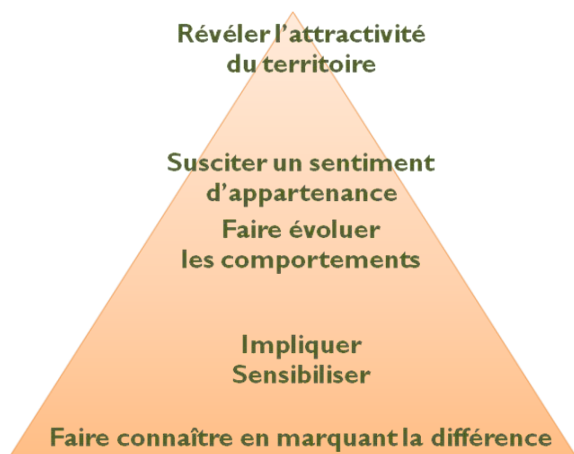 Révéler l'attractivité
du territoire
Susciter un sentiment
d'appartenance
Faire évoluer
les comportements
Impliquer
Sensibiliser
Faire connaître en marquant la différence